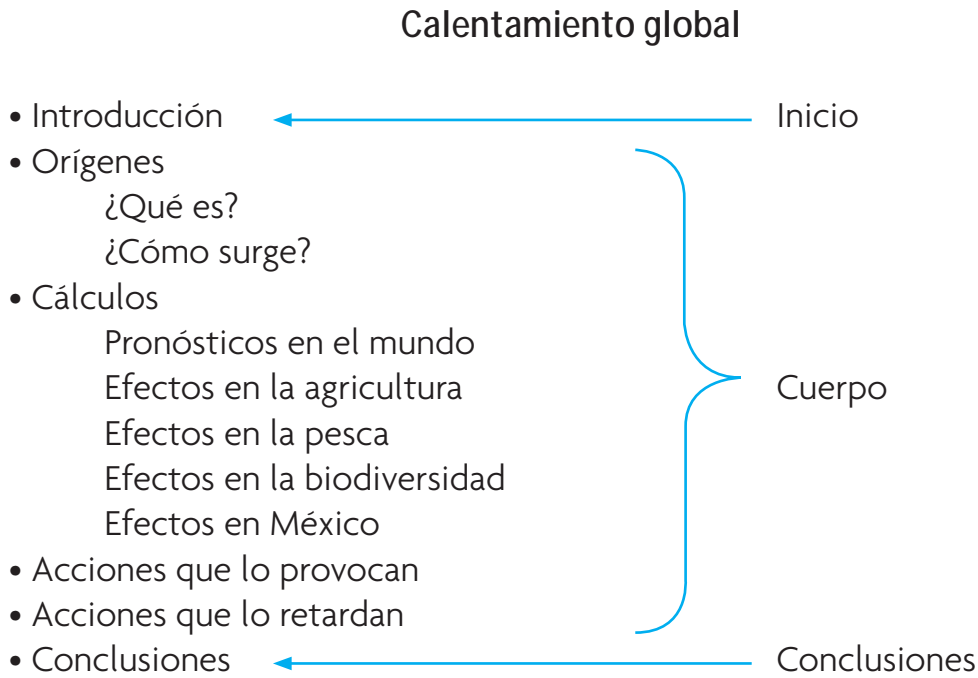 Calentamiento global
• Introducción Inicio
• Orígenes
¿Qué es?
¿Cómo surge?
• Cálculos
Pronósticos en el mundo
Efectos en la agricultura Cuerpo
Efectos en la pesca
Efectos en la biodiversidad
Efectos en México
• Acciones que lo provocan
• Acciones que lo retardan
• Conclusiones Conclusiones